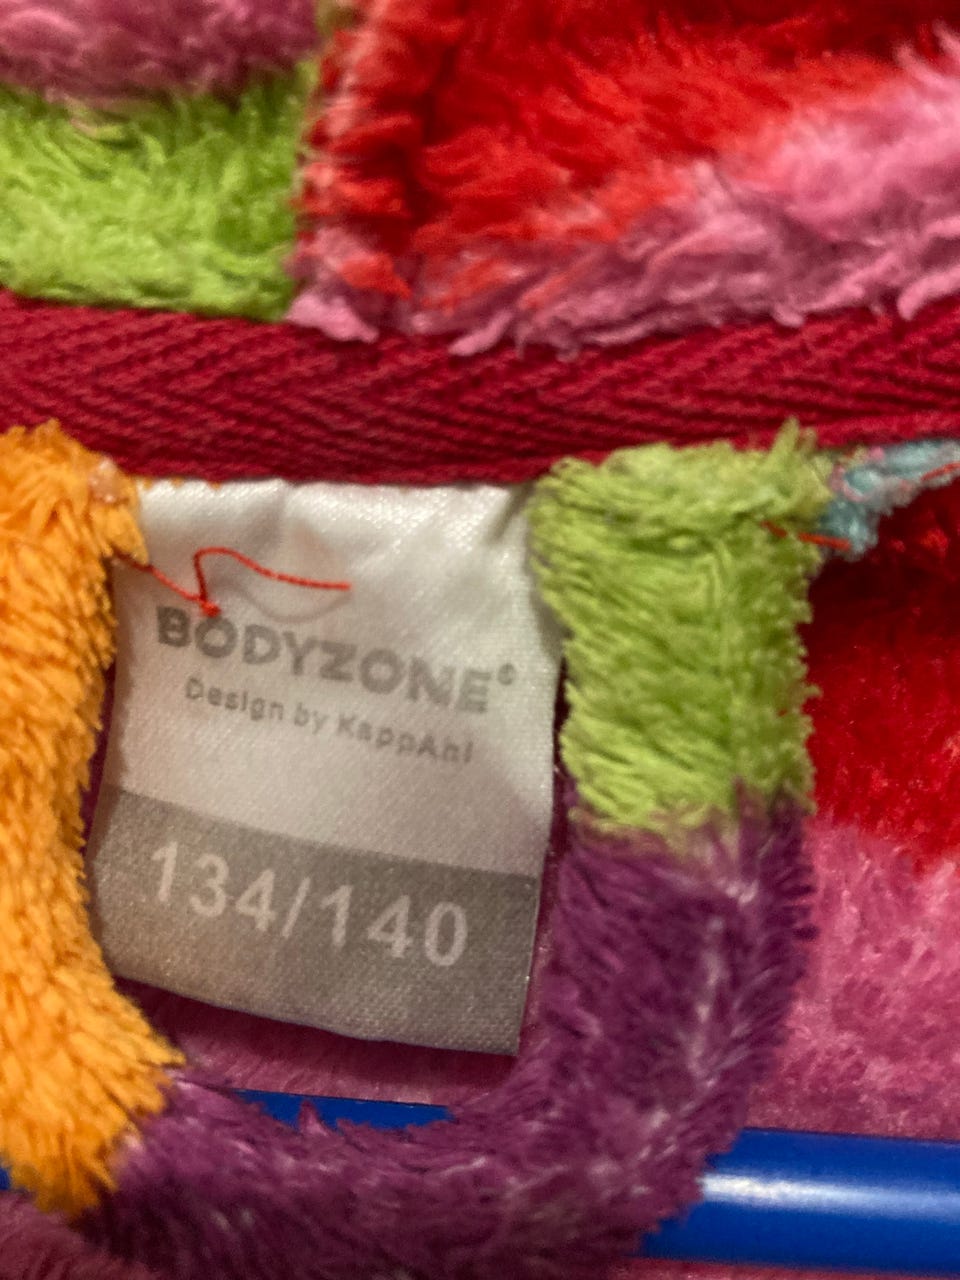 BODYZONE®
Design by KappAhl
134/140